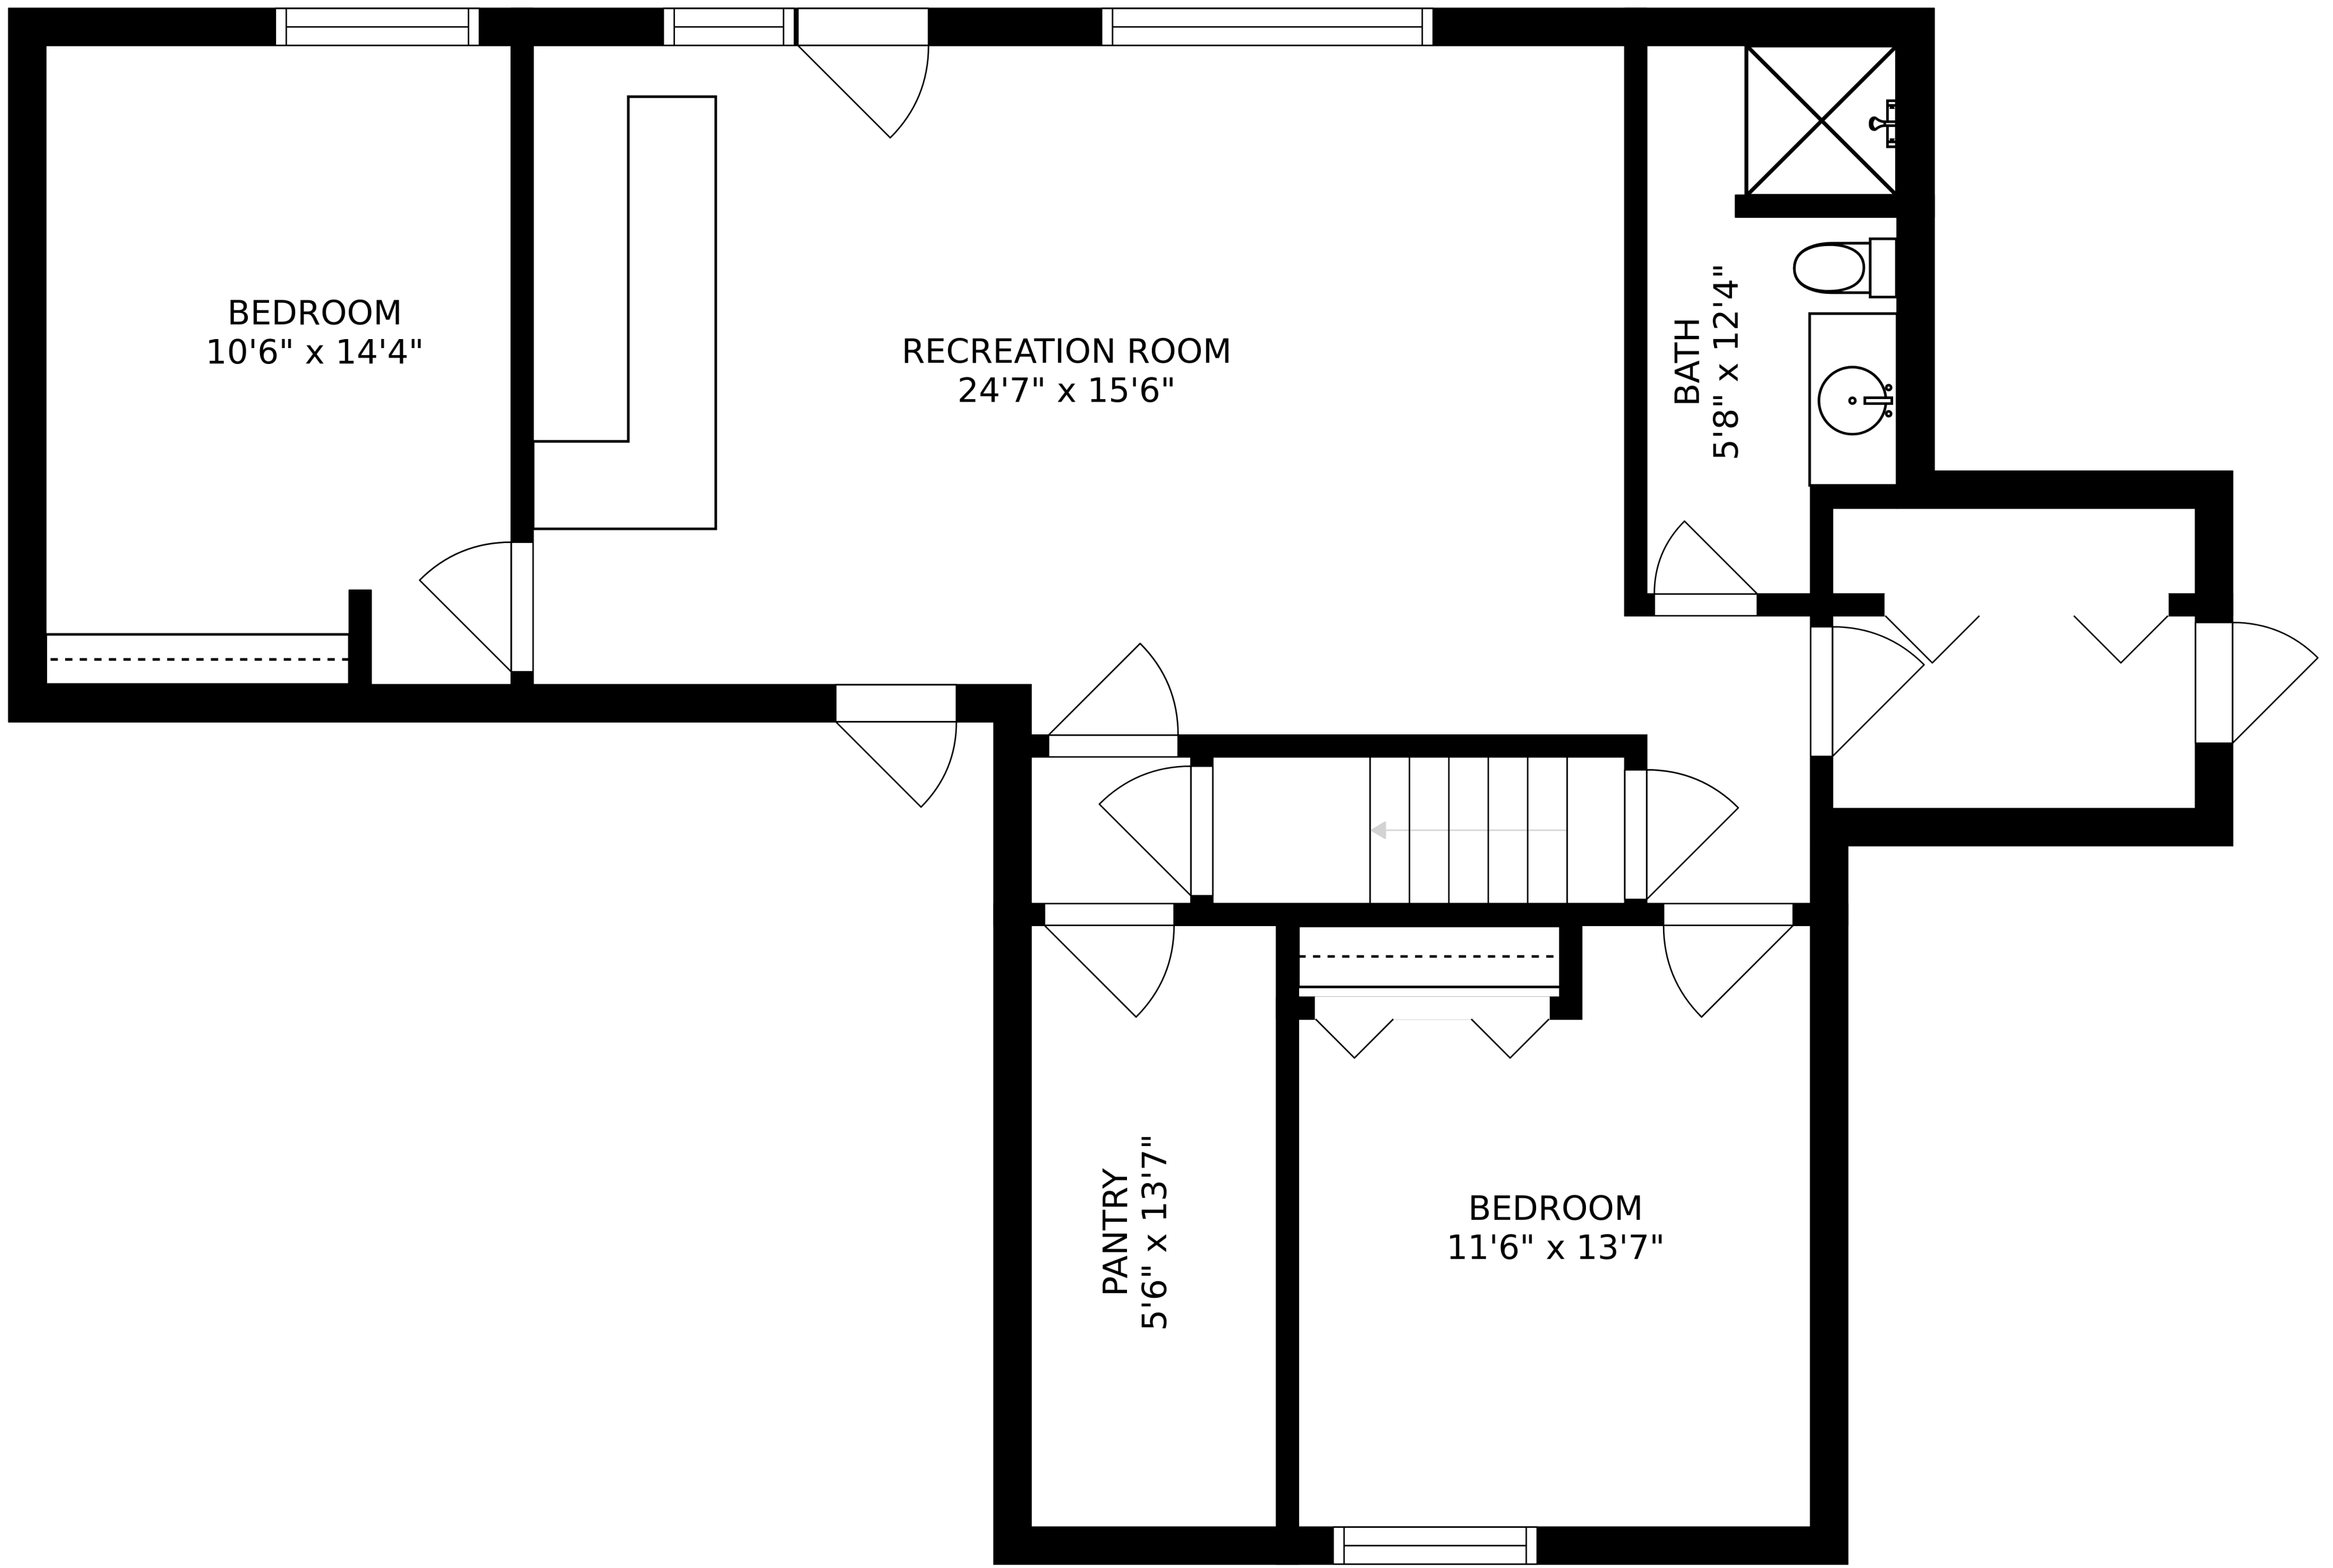 BEDROOM
10'6" x 14'4"
RECREATION ROOM
24'7" x 15'6"
BATH
5'8" x 12'4"
PANTRY
5'6" x 13'7"
BEDROOM
11'6" x 13'7"